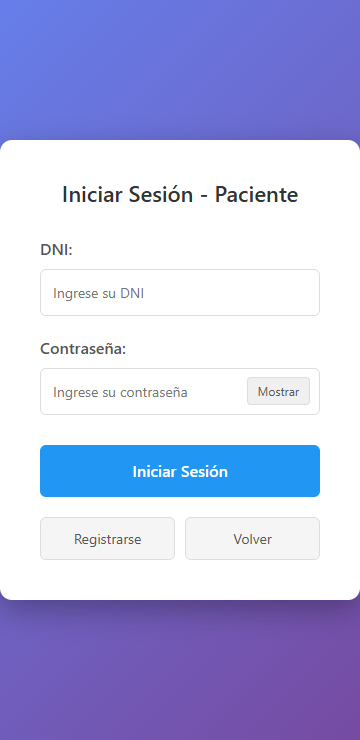 Iniciar Sesión - Paciente
DNI:
Ingrese su DNI
Contraseña:
Ingrese su contraseña Mostrar
Iniciar Sesión
Registrarse Volver